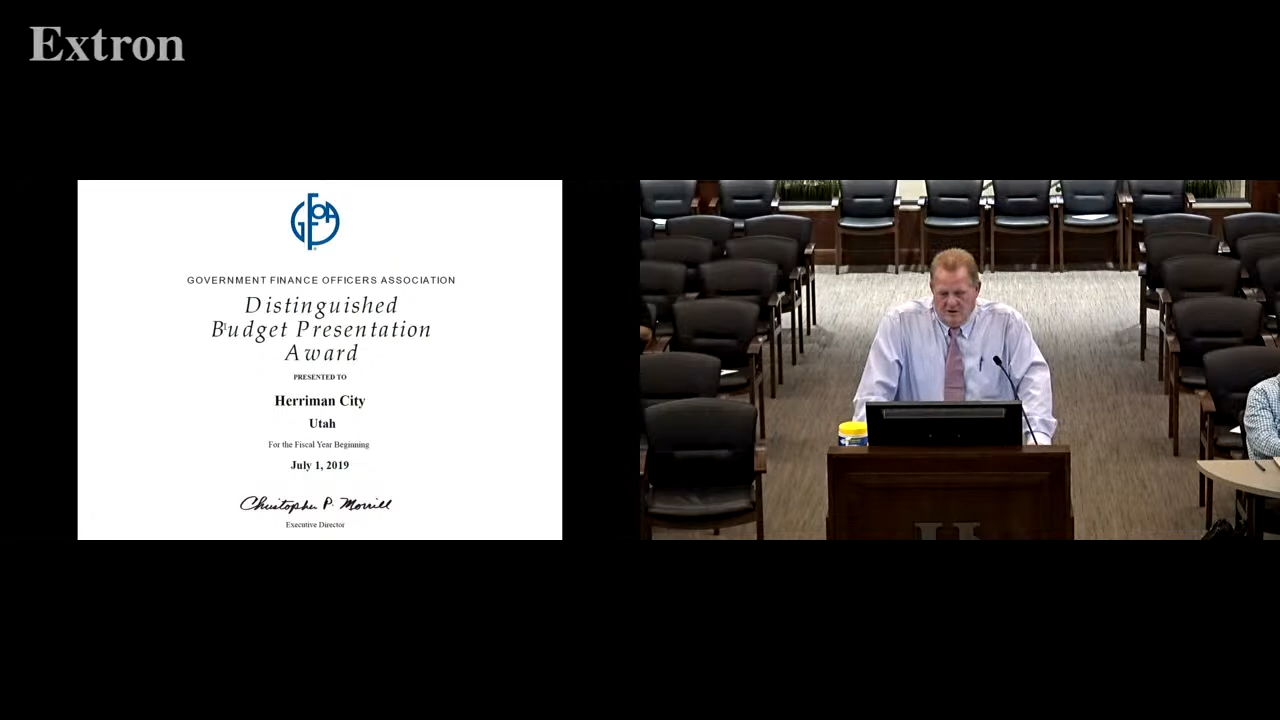 Extron
GFOA
GOVERNMENT FINANCE OFFICERS ASSOCIATION
Distinguished
Budget Presentation
Award
PRESENTED TO
Herriman City
Utah
For the Fiscal Year Beginning
July 1, 2019
Christopher P. Morrill
Executive Director